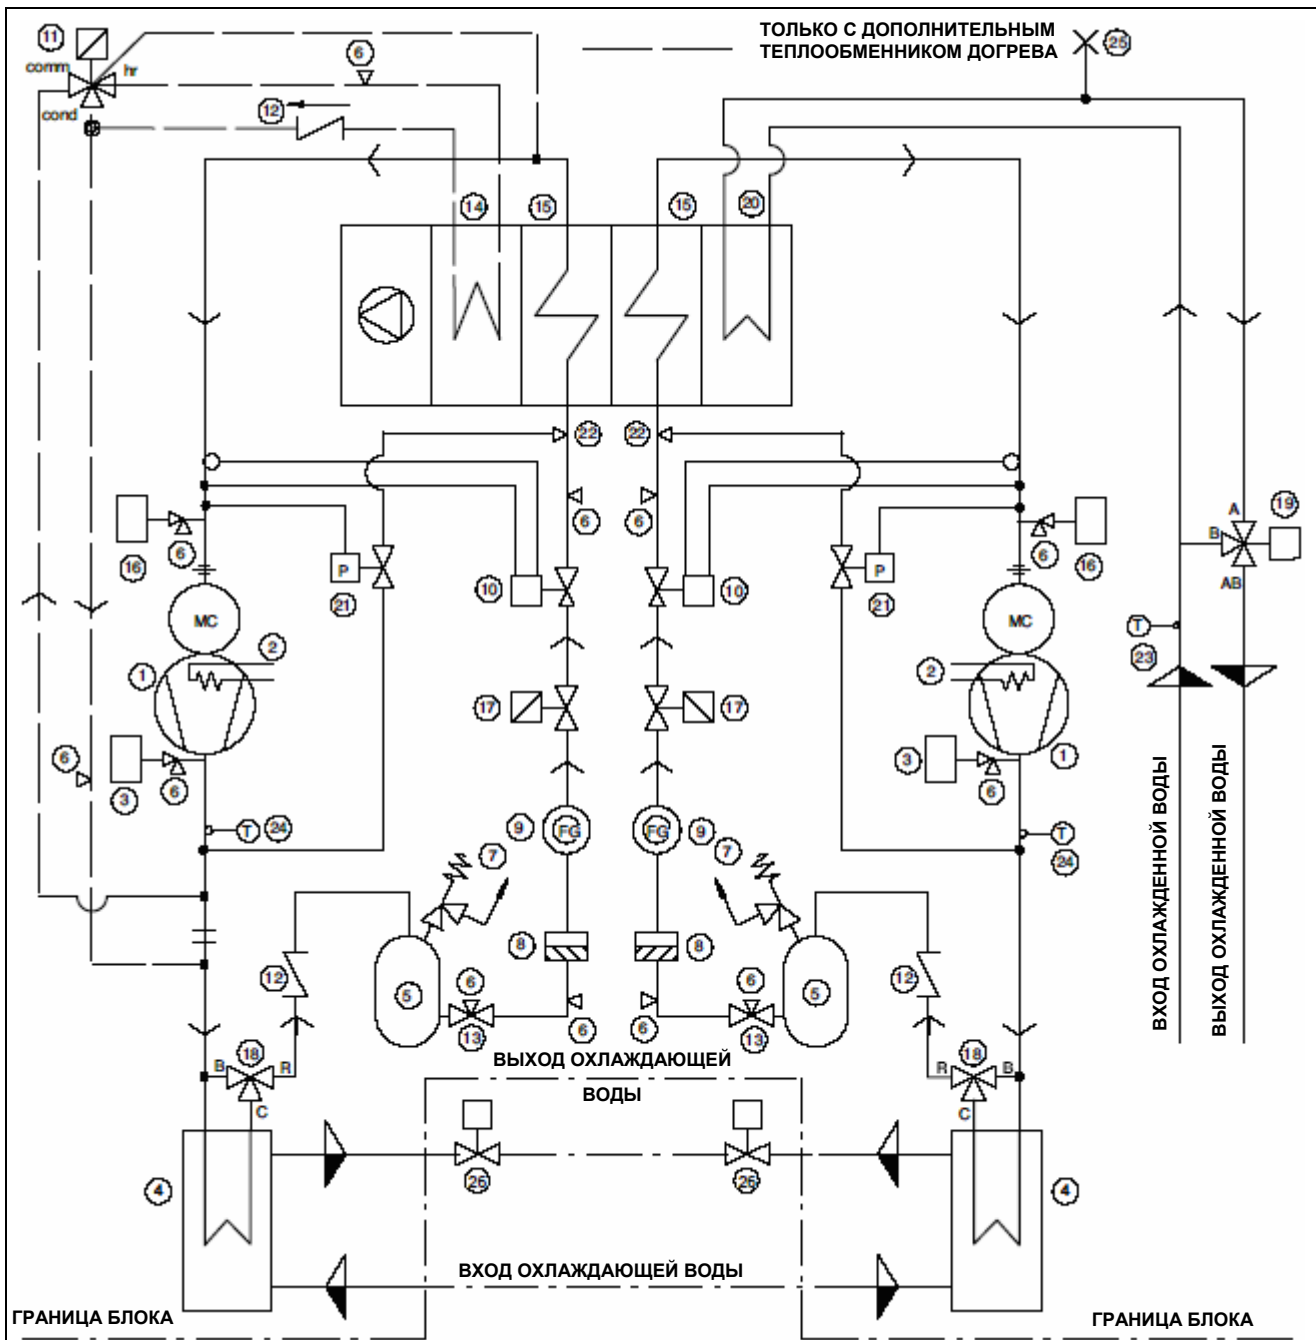 ТОЛЬКО С ДОПОЛНИТЕЛЬНЫМ
ТЕПЛООБМЕННИКОМ ДОГРЕВА
25
11
comm
hr
cond
6
12
14
15
15
20
22
22
16
6
6
6
6
16
A
19
B
AB
10
P
21
10
P
21
MC
MC
T
23
1
2
2
1
17
17
3
6
6
3
6
T
24
9
FG
FG
9
T
24
7
7
8
8
12
5
6
13
6
6
6
13
5
12
ВХОД ОХЛАЖДЕННОЙ ВОДЫ
ВЫХОД ОХЛАЖДЕННОЙ ВОДЫ
ВЫХОД ОХЛАЖДАЮЩЕЙ
ВОДЫ
18
B
R
C
18
R
B
C
26
26
4
4
ВХОД ОХЛАЖДАЮЩЕЙ ВОДЫ
ГРАНИЦА БЛОКА
ГРАНИЦА БЛОКА